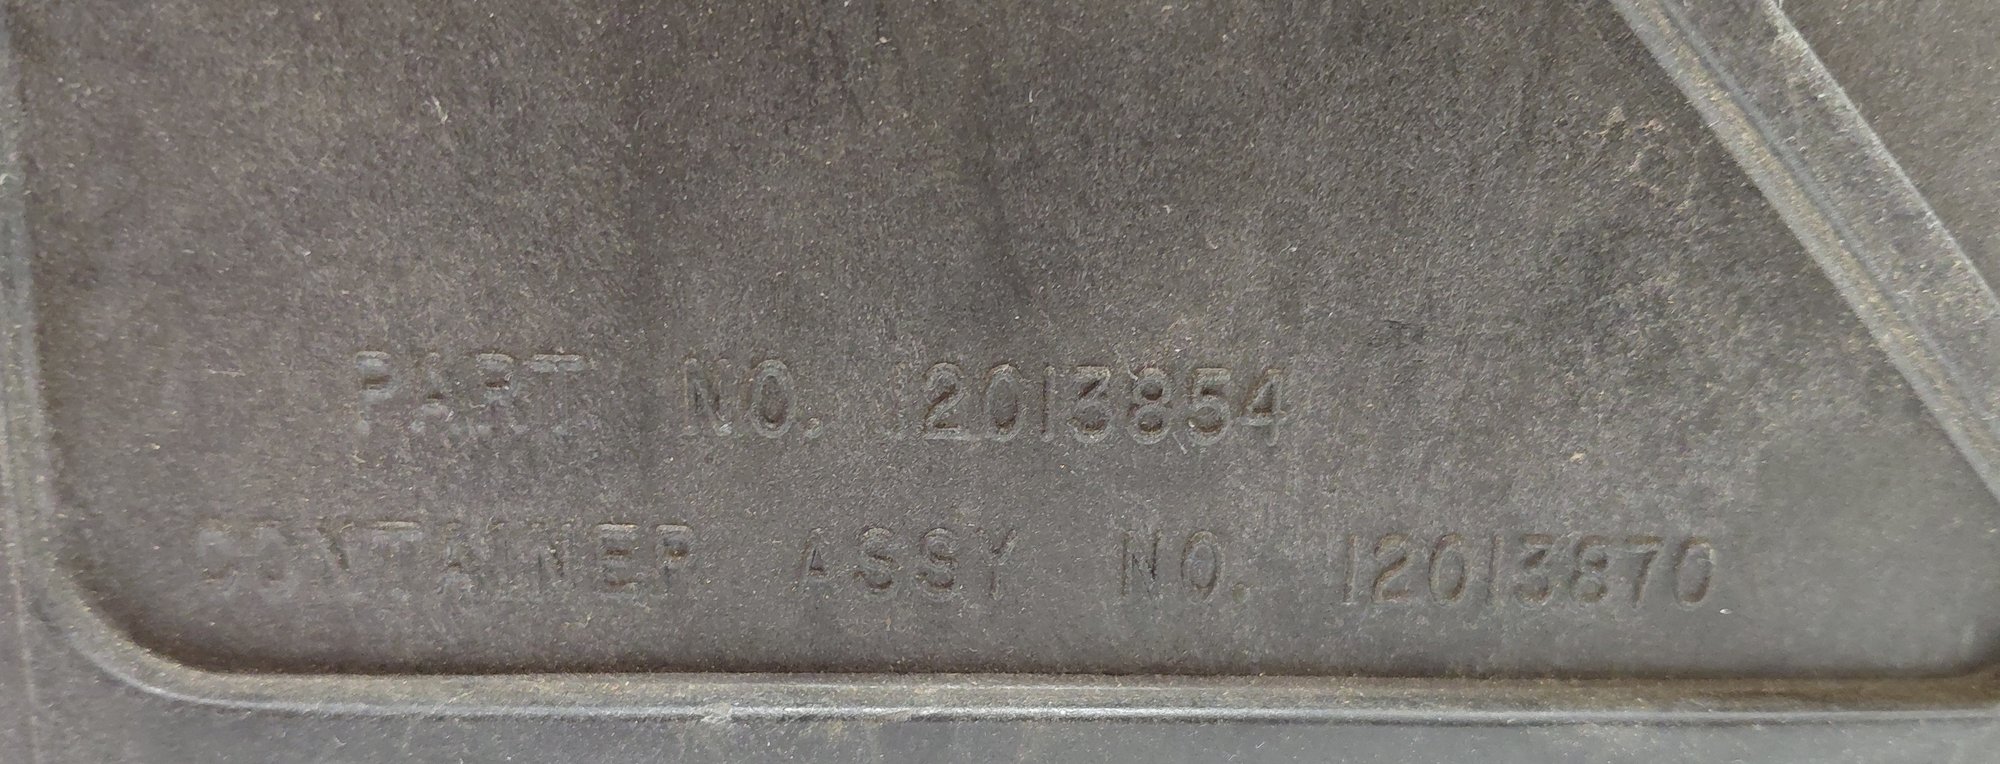 PART NO. 12013854
CONTAINER ASSY NO. 12013870